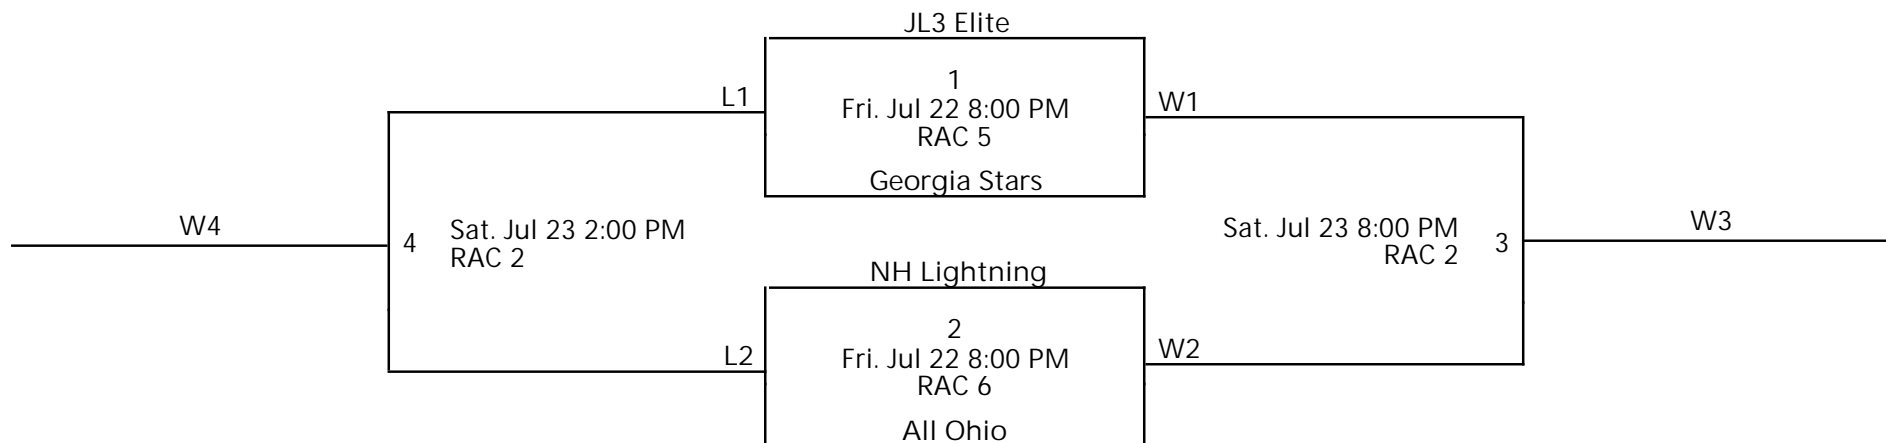 JL3 Elite
1
Fri. Jul 22 8:00 PM
RAC 5
Georgia Stars
L1
W1
W4
4
Sat. Jul 23 2:00 PM
RAC 2
Sat. Jul 23 8:00 PM
RAC 2
3
W3
NH Lightning
2
Fri. Jul 22 8:00 PM
RAC 6
All Ohio
L2
W2